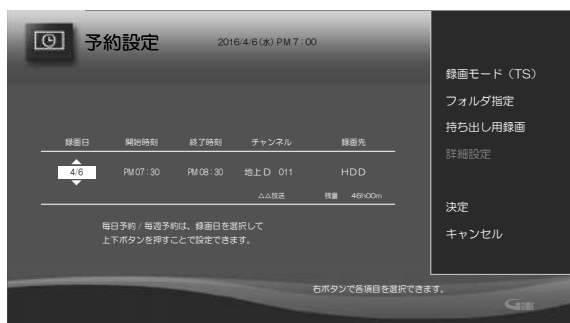 予約設定 2016/4/6(水) PM 7:00
録画日 開始時刻 終了時刻 チャンネル 録画先
4/6 PM 07:30 PM 08:30 地上D 011 HDD
△△放送 残量 46h00m
毎日予約/毎週予約は、録画日を選択して
上下ボタンを押すことで設定できます。
録画モード(TS)
フォルダ指定
持ち出し用録画
詳細設定
決定
キャンセル
右ボタンで各項目を選択できます。